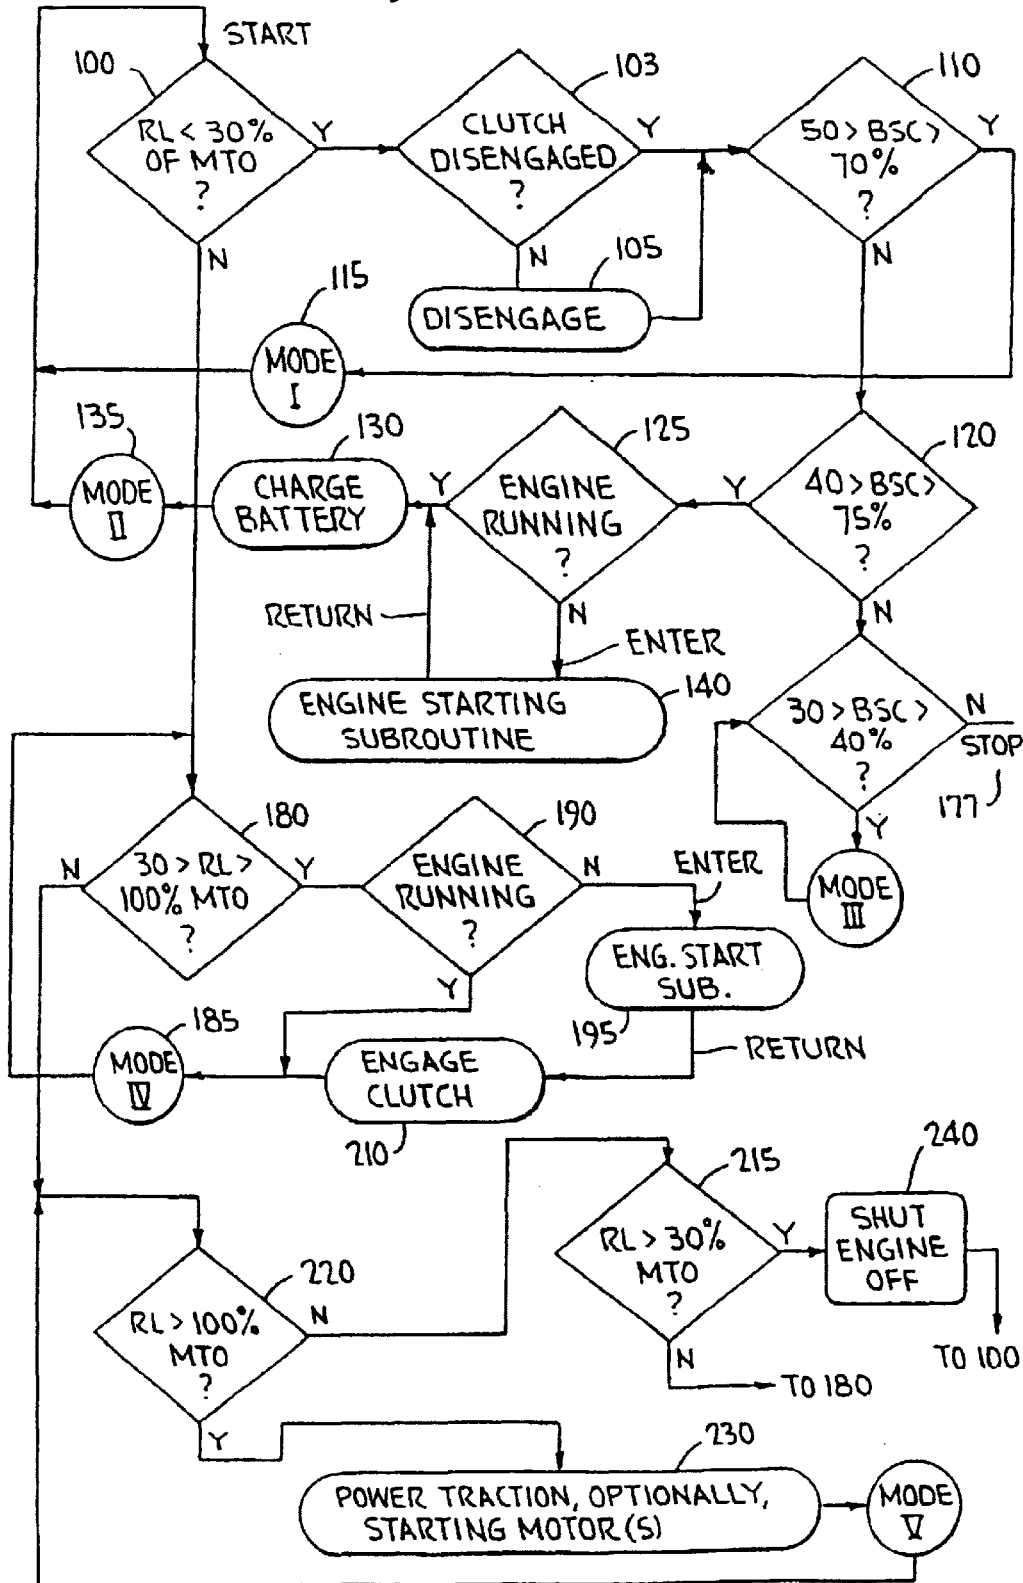 START
100
RL < 30%
OF MTO
?
Y
N
103
CLUTCH
DISENGAGED
?
Y
N
105
DISENGAGE
110
50 > BSC >
70%
?
Y
N
115
MODE
I
135
MODE
II
130
CHARGE
BATTERY
Y
125
ENGINE
RUNNING
?
N
Y
120
40 > BSC >
75%
?
N
RETURN
ENTER
140
ENGINE STARTING
SUBROUTINE
30 > BSC >
40%
?
N
STOP
177
Y
MODE
III
180
N
30 > RL >
100% MTO
?
Y
190
ENGINE
RUNNING
?
N
Y
ENTER
ENG. START
SUB.
195
RETURN
185
MODE
IV
ENGAGE
CLUTCH
210
215
RL > 30%
MTO
?
Y
N
TO 180
240
SHUT
ENGINE
OFF
TO 100
220
RL > 100%
MTO
?
N
Y
230
POWER TRACTION, OPTIONALLY,
STARTING MOTOR(S)
MODE
V